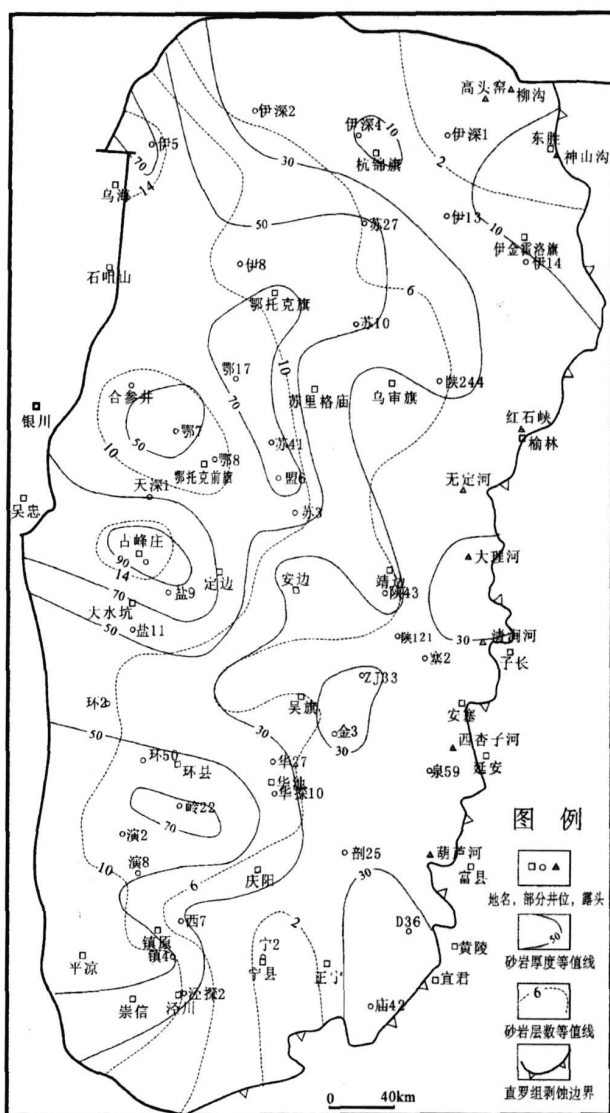 高头窑
柳沟
伊深2
伊深4
10
伊深1
东胜
伊5
杭锦旗
神山沟
70
30
2
14
乌海
50
苏27
伊13
10
伊金霍洛旗
伊14
伊8
石咀山
6
鄂托克旗
苏10
10
鄂17
陕244
合参井
苏里格庙
乌审旗
银川
70
红石峡
50
鄂7
榆林
苏41
10
鄂8
鄂托克前旗
盟6
无定河
天深1
吴忠
苏3
古峰庄
大理河
90
14
定边
安边
靖边
盐9
陕43
70
大水坑
50
盐11
陕121
30
清涧河
塞2
子长
ZJ33
环2
吴旗
安塞
50
30
金3
30
西杏子河
环50
环县
华27
延安
泉59
华池
华探10
岭22
70
图 例
演2
剖25
葫芦河
演8
10
6
庆阳
30
富县
地名，部分井位，露头
西7
2
D36
镇原
宁2
黄陵
50
镇4
平凉
宁县
正宁
宜君
砂岩厚度等值线
泾探2
崇信
泾川
庙42
6
砂岩层数等值线
0 40km
直罗组剥蚀边界